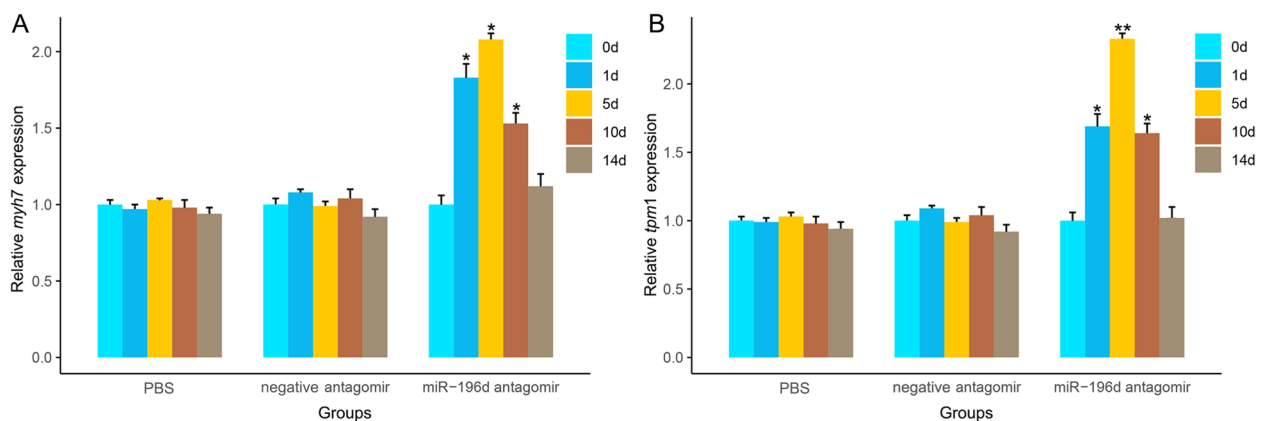 A
Relative myh7 expression
2.0
1.5
1.0
0.5
0.0
*
*
*
0d
1d
5d
10d
14d
PBS
negative antagomir
miR−196d antagomir
Groups
B
Relative tpm1 expression
2.0
1.5
1.0
0.5
0.0
*
**
*
0d
1d
5d
10d
14d
PBS
negative antagomir
miR−196d antagomir
Groups